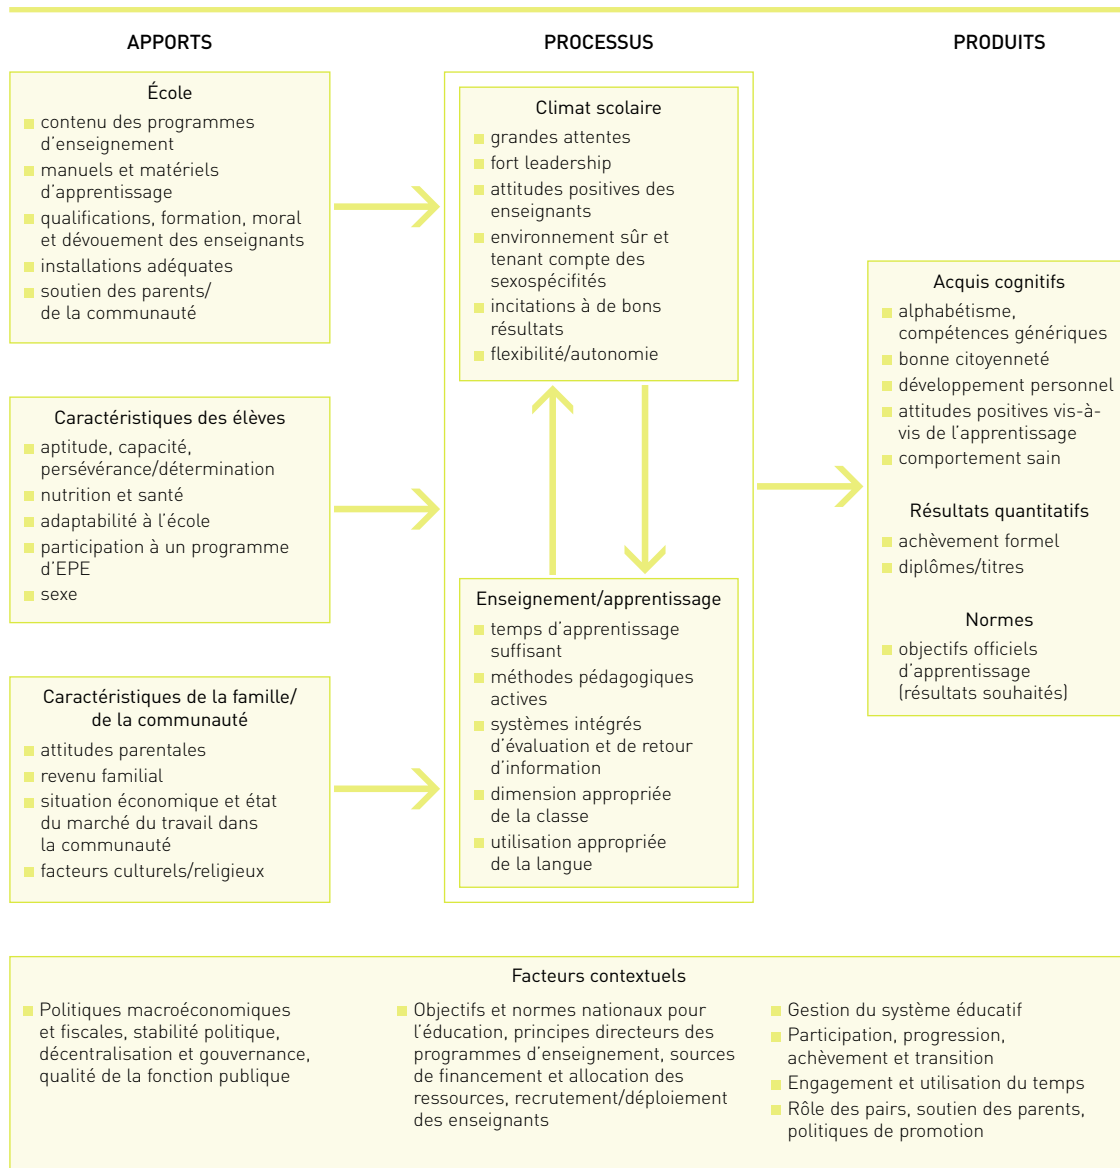 APPORTS
PROCESSUS
PRODUITS
École
contenu des programmes
d'enseignement
manuels et matériels
d'apprentissage
qualifications, formation, moral
et dévouement des enseignants
installations adéquates
soutien des parents/
de la communauté
Caractéristiques des élèves
aptitude, capacité,
persévérance/détermination
nutrition et santé
adaptabilité à l'école
participation à un programme
d'EPE
sexe
Caractéristiques de la famille/
de la communauté
attitudes parentales
revenu familial
situation économique et état
du marché du travail dans
la communauté
facteurs culturels/religieux
Climat scolaire
grandes attentes
fort leadership
attitudes positives des
enseignants
environnement sûr et
tenant compte des
sexospécifités
incitations à de bons
résultats
flexibilité/autonomie
Enseignement/apprentissage
temps d'apprentissage
suffisant
méthodes pédagogiques
actives
systèmes intégrés
d'évaluation et de retour
d'information
dimension appropriée
de la classe
utilisation appropriée
de la langue
Acquis cognitifs
alphabétisme,
compétences génériques
bonne citoyenneté
développement personnel
attitudes positives vis-à-
vis de l'apprentissage
comportement sain
Résultats quantitatifs
achèvement formel
diplômes/titres
Normes
objectifs officiels
d'apprentissage
(résultats souhaités)
Facteurs contextuels
Politiques macroéconomiques
et fiscales, stabilité politique,
décentralisation et gouvernance,
qualité de la fonction publique
Objectifs et normes nationaux pour
l'éducation, principes directeurs des
programmes d'enseignement, sources
de financement et allocation des
ressources, recrutement/déploiement
des enseignants
Gestion du système éducatif
Participation, progression,
achèvement et transition
Engagement et utilisation du temps
Rôle des pairs, soutien des parents,
politiques de promotion